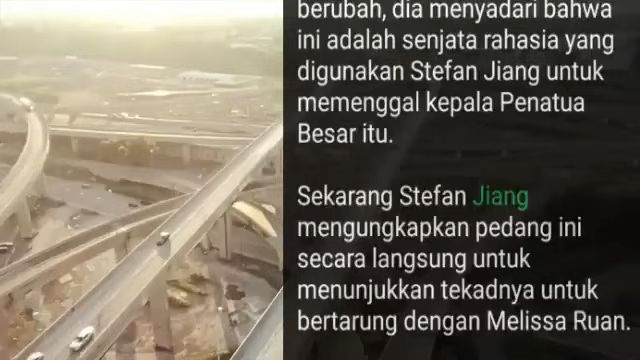 berubah, dia menyadari bahwa
ini adalah senjata rahasia yang
digunakan Stefan Jiang untuk
memenggal kepala Penatua
Besar itu.
Sekarang Stefan Jiang
mengungkapkan pedang ini
secara langsung untuk
menunjukkan tekadnya untuk
bertarung dengan Melissa Ruan.